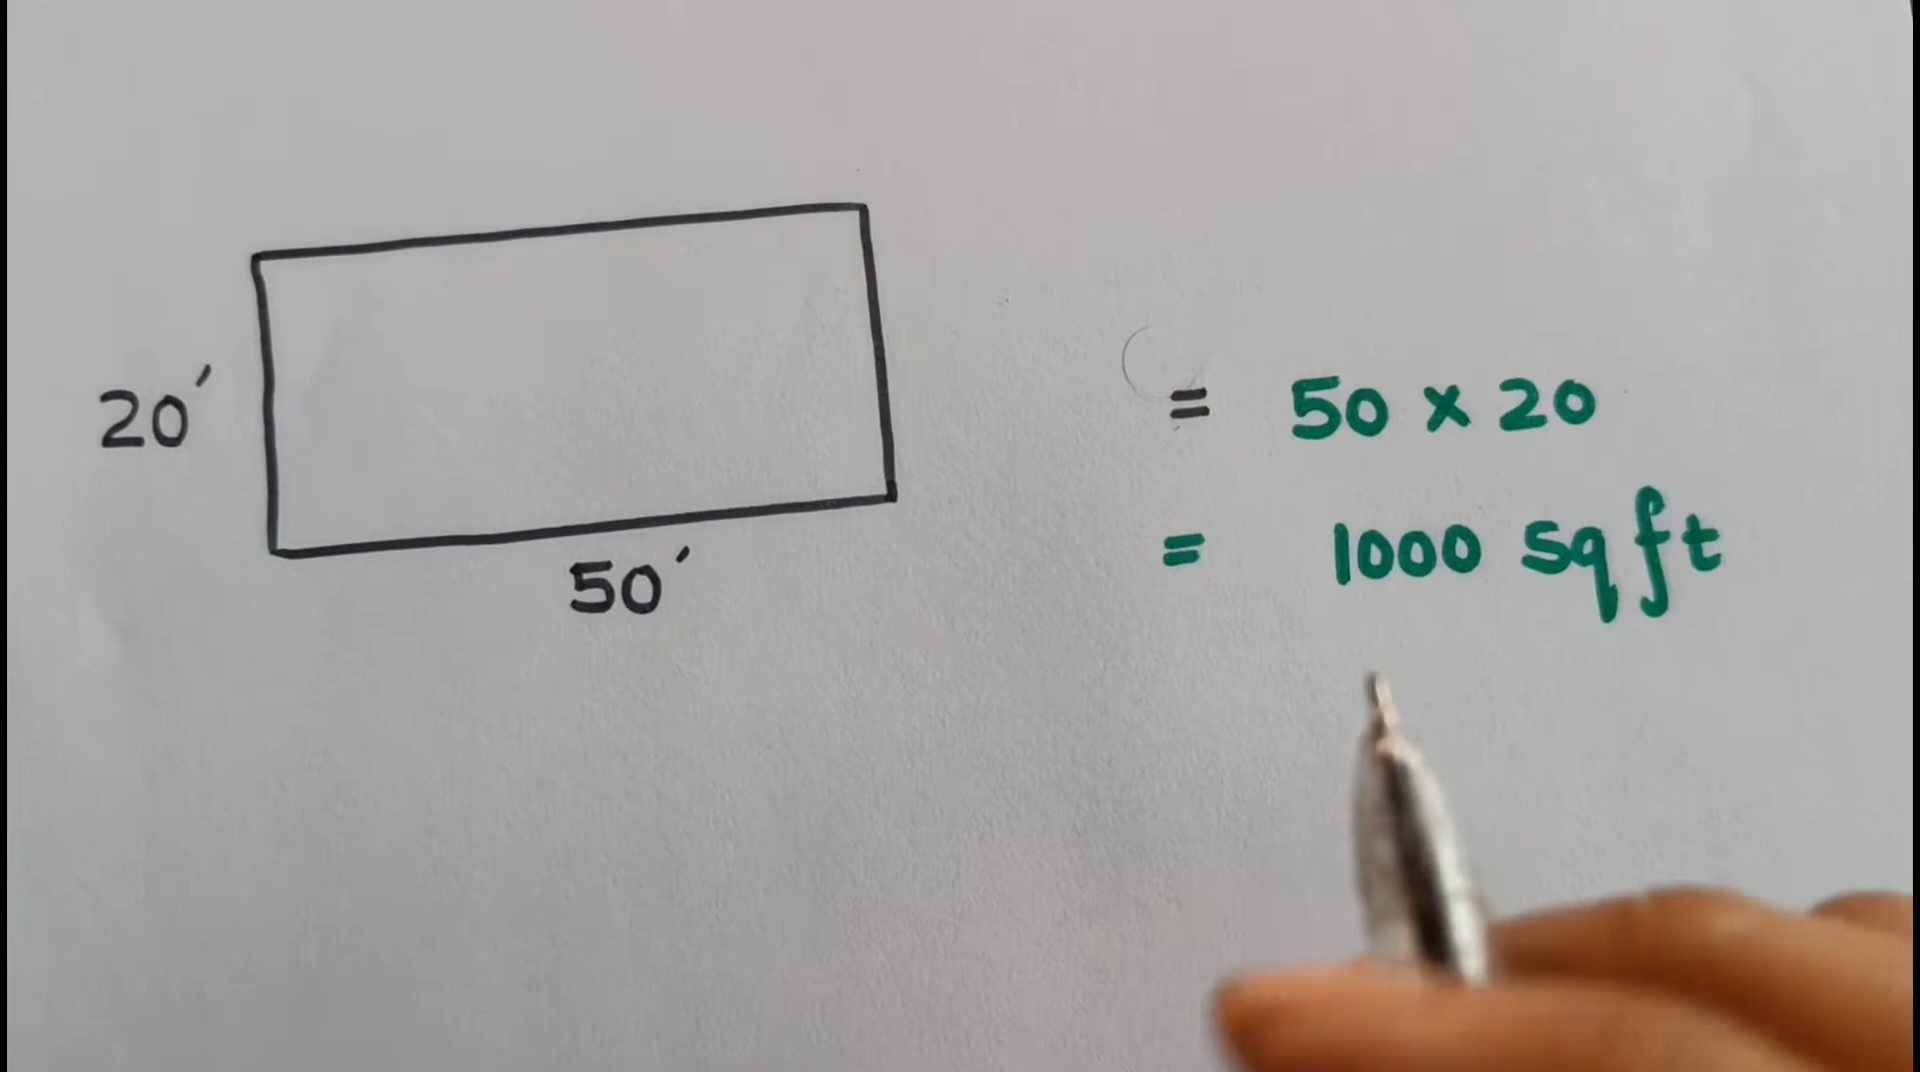 20′
50′
= 50 x 20
= 1000 sqft